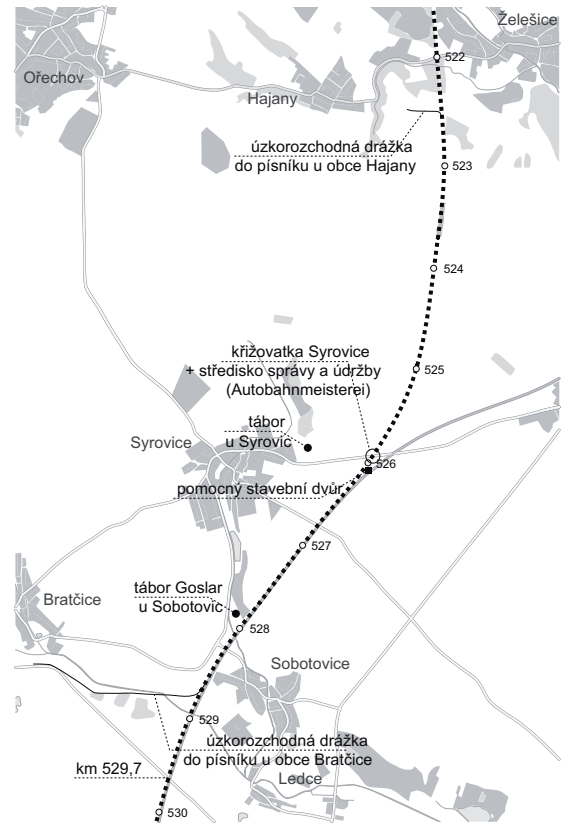 Želešice
522
Ořechov
Hajany
úzkorozchodná drážka
do písníku u obce Hajany
523
524
křižovatka Syrovice
+ středisko správy a údržby
(Autobahnmeisterei)
525
tábor
u Syrovic
Syrovice
526
pomocný stavební dvůr
527
tábor Goslar
u Sobotovic
Bratčice
528
Sobotovice
529
úzkorozchodná drážka
do písníku u obce Bratčice
km 529,7
Ledce
530